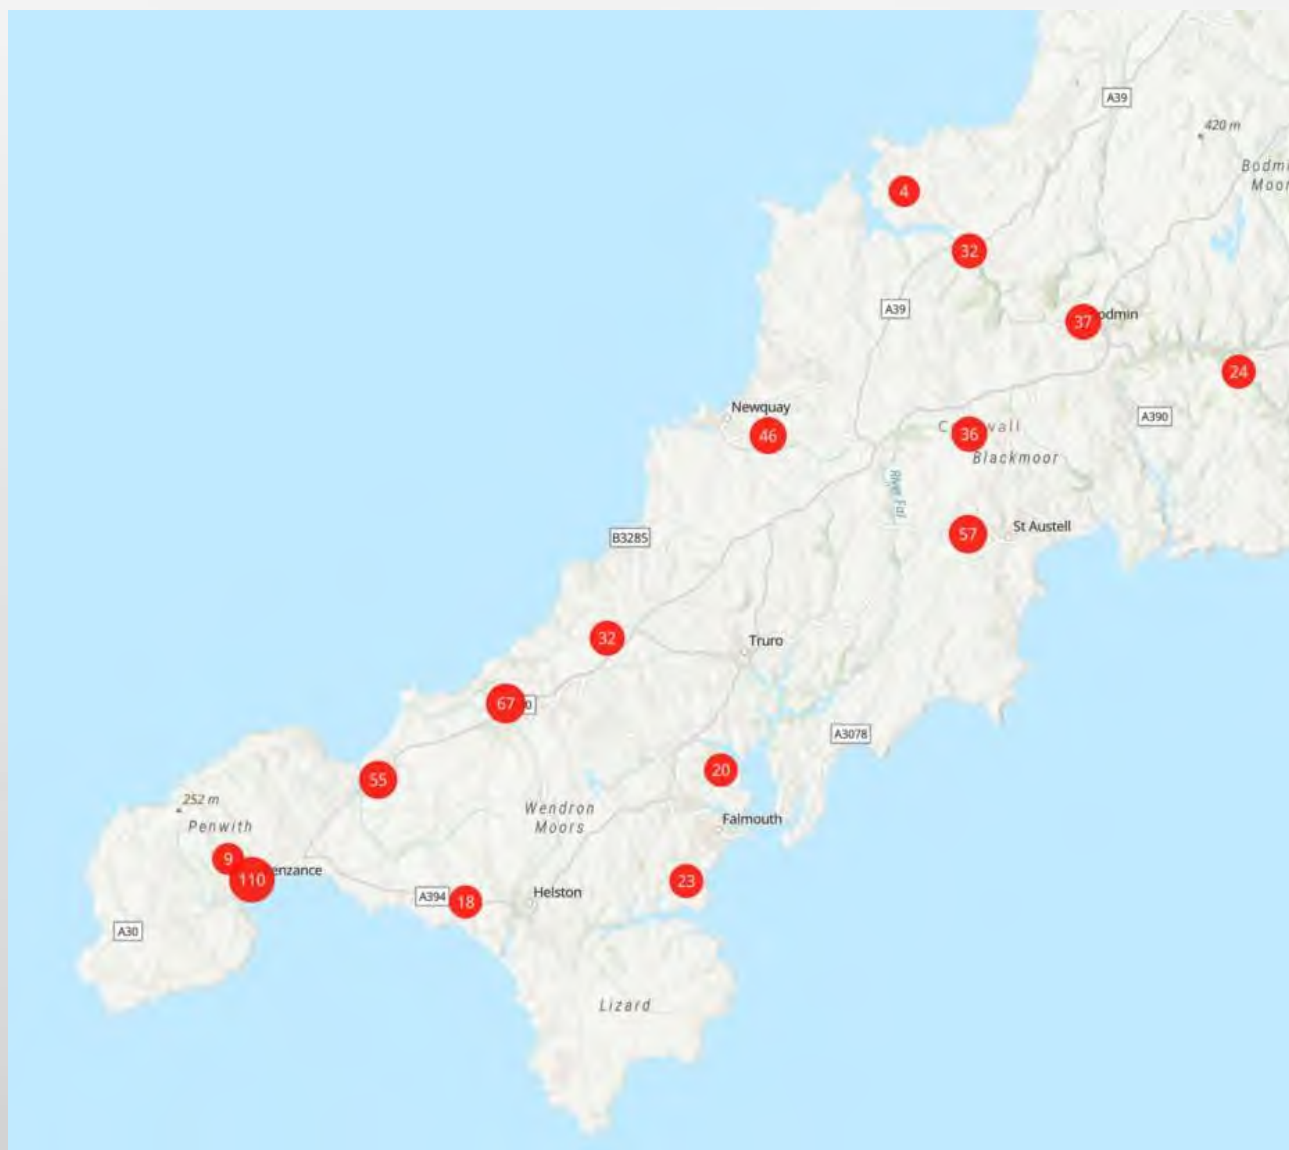 A39
420 m
Bodmi
Moor
4
32
A39
37
odmin
24
Newquay
46
A390
C
36
wall
Blackmoor
River Fal
57
St Austell
B3285
32
Truro
67
0
A3078
55
20
252 m
Penwith
Wendron
Moors
Falmouth
9
110
enzance
A394
18
Helston
23
A30
Lizard